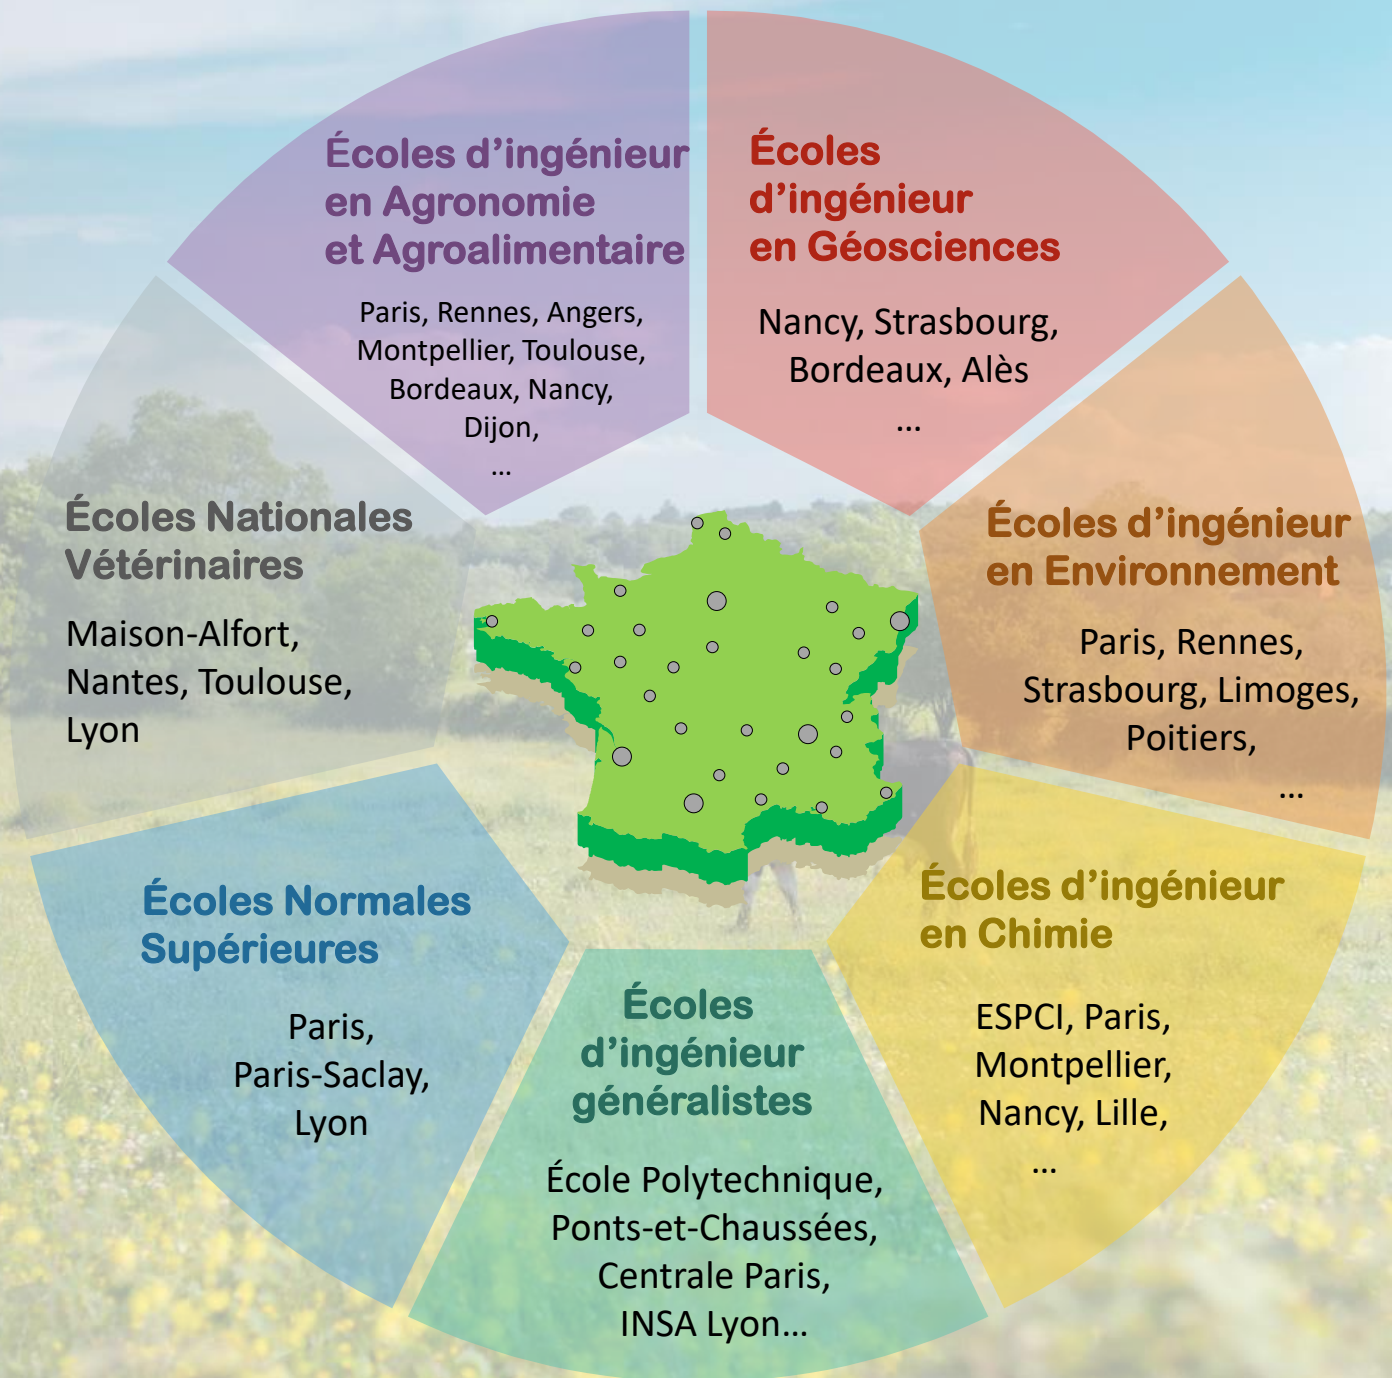 Écoles d’ingénieur
en Agronomie
et Agroalimentaire
Paris, Rennes, Angers,
Montpellier, Toulouse,
Bordeaux, Nancy,
Dijon,
...
Écoles
d’ingénieur
en Géosciences
Nancy, Strasbourg,
Bordeaux, Alès
...
Écoles d’ingénieur
en Environnement
Paris, Rennes,
Strasbourg, Limoges,
Poitiers,
...
Écoles d’ingénieur
en Chimie
ESPCI, Paris,
Montpellier,
Nancy, Lille,
...
Écoles
d’ingénieur
généralistes
École Polytechnique,
Ponts-et-Chaussées,
Centrale Paris,
INSA Lyon...
Écoles Normales
Supérieures
Paris,
Paris-Saclay,
Lyon
Écoles Nationales
Vétérinaires
Maison-Alfort,
Nantes, Toulouse,
Lyon